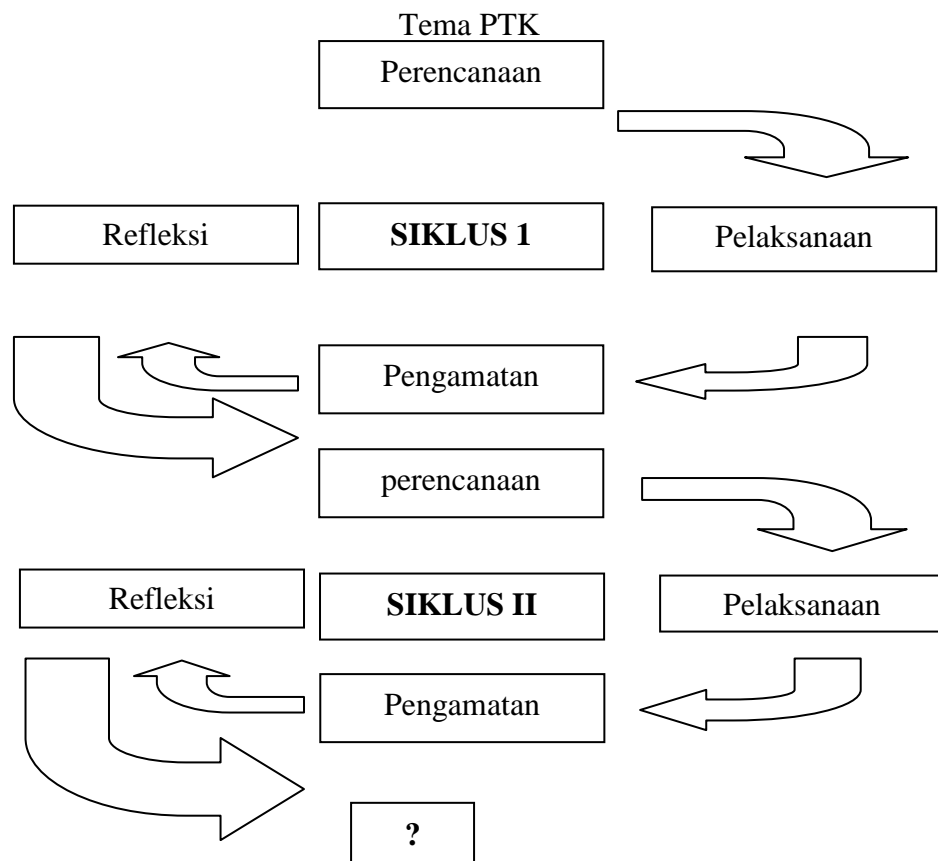 Tema PTK
Perencanaan
Refleksi
SIKLUS 1
Pelaksanaan
Pengamatan
perencanaan
Refleksi
SIKLUS II
Pelaksanaan
Pengamatan
?